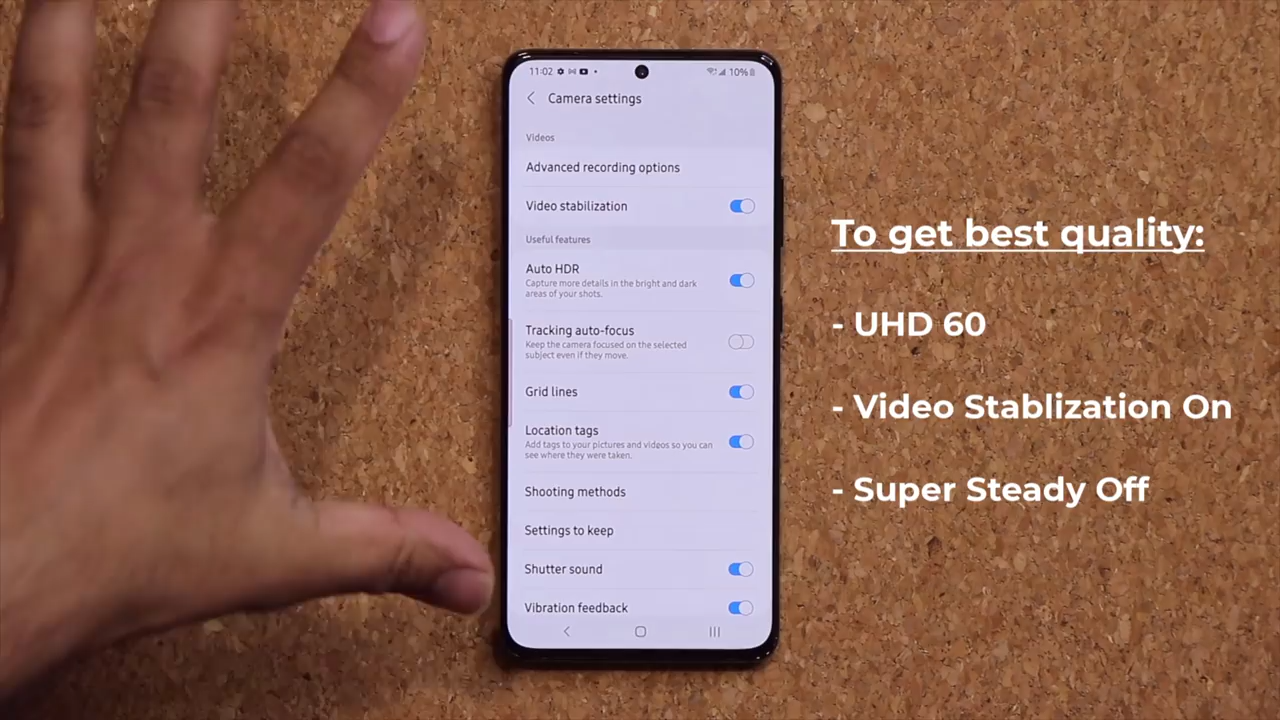 11:02
10%
Camera settings
Videos
Advanced recording options
Video stabilization
Useful features
Auto HDR
Capture more details in the bright and dark
areas of your shots.
Tracking auto-focus
Keep the camera focused on the selected
subject even if they move.
Grid lines
Location tags
Add tags to your pictures and videos so you can
see where they were taken.
Shooting methods
Settings to keep
Shutter sound
Vibration feedback
To get best quality:
- UHD 60
- Video Stablization On
- Super Steady Off